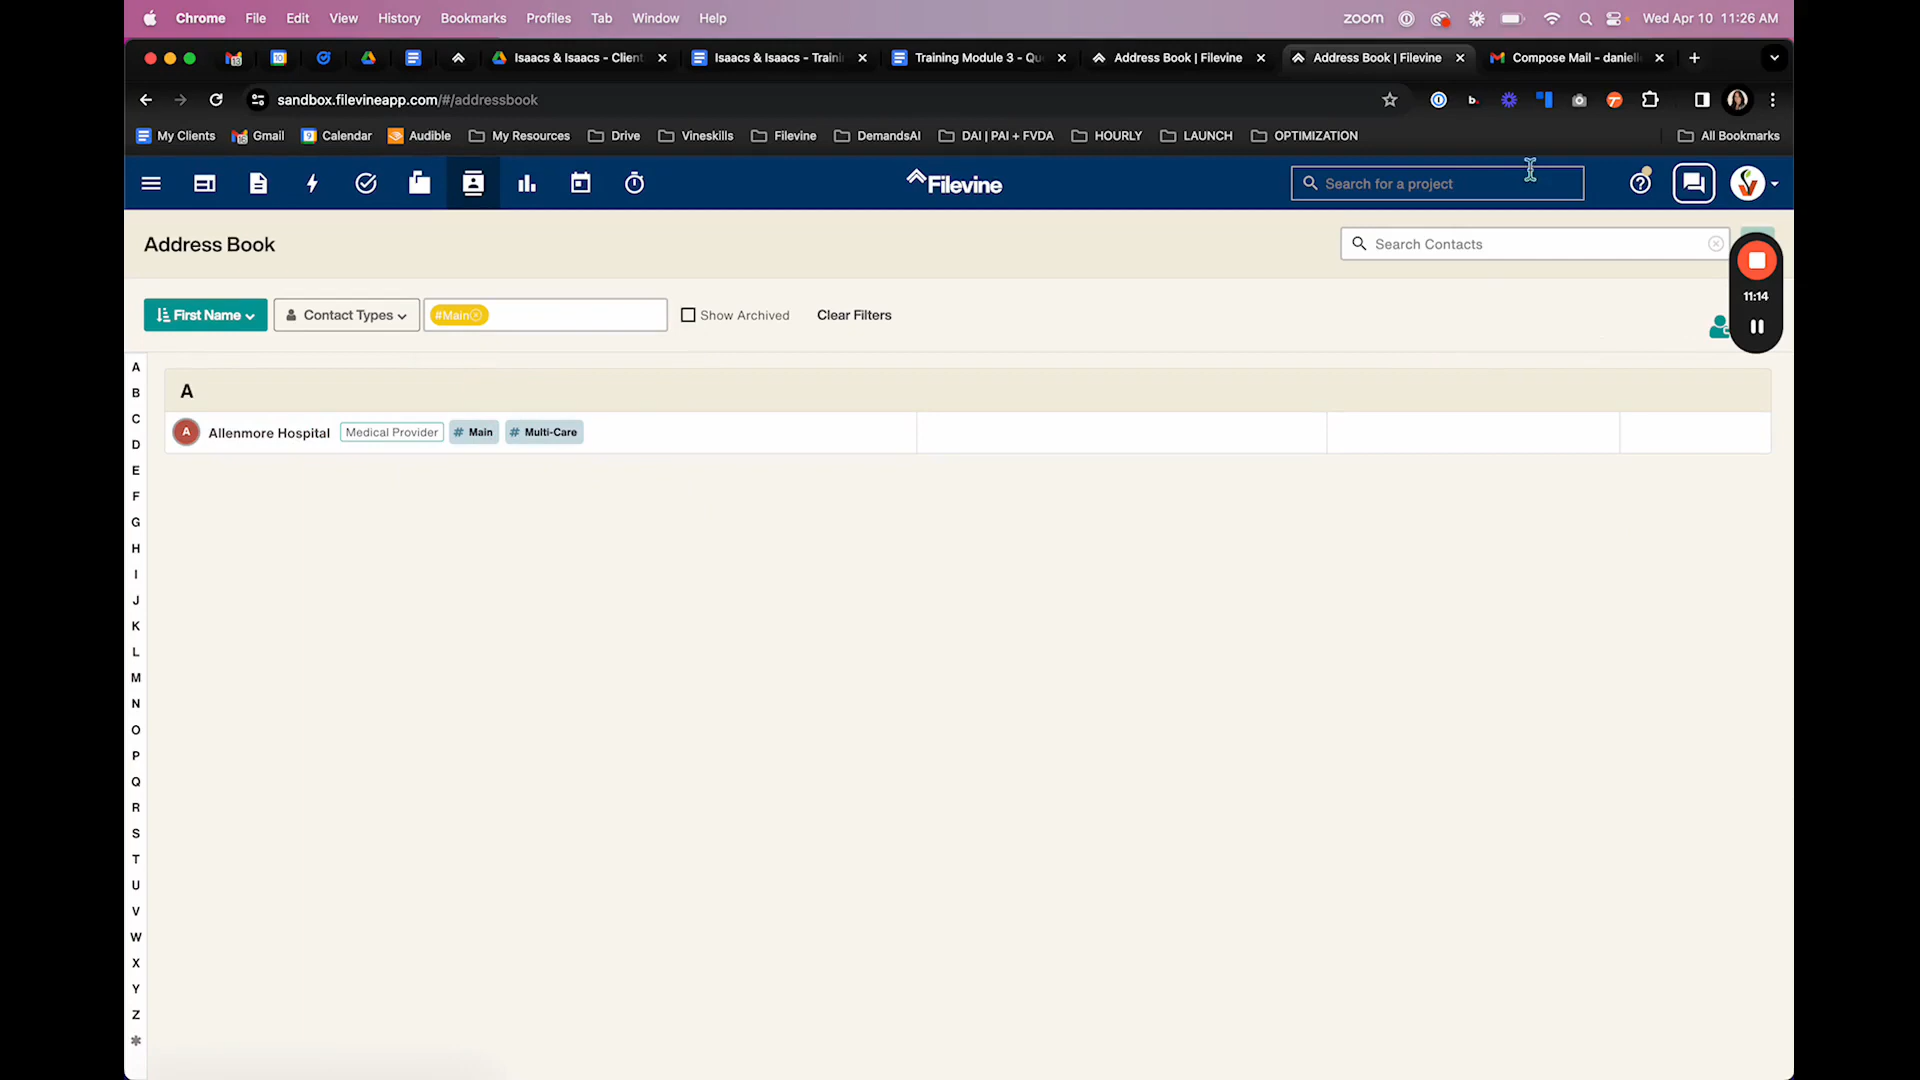 Chrome File Edit View History Bookmarks Profiles Tab Window Help zoom Wed Apr 10 11:26 AM
Isaacs & Isaacs - Client Isaacs & Isaacs - Traini Training Module 3 - Qu Address Book | Filevine Address Book | Filevine Compose Mail - daniell
sandbox.filevineapp.com/#/addressbook
My Clients Gmail Calendar Audible My Resources Drive Vineskills Filevine DemandsAI DAI | PAI + FVDA HOURLY LAUNCH OPTIMIZATION All Bookmarks
Filevine Search for a project
Address Book Search Contacts
11:14
First Name Contact Types #Main Show Archived Clear Filters
A
B
C
D
E
F
G
H
I
J
K
L
M
N
O
P
Q
R
S
T
U
V
W
X
Y
Z
*
A
A Allenmore Hospital Medical Provider # Main # Multi-Care